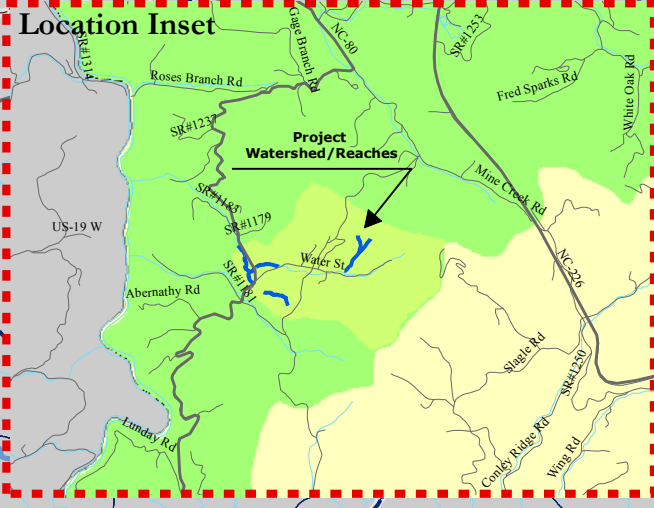 Location Inset
SR#1314
Gage Branch Rd
NC-80
SR#1253
Roses Branch Rd
Fred Sparks Rd
White Oak Rd
SR#1237
Project
Watershed/Reaches
Mine Creek Rd
SR#1183
SR#1179
US-19 W
Water St
SR#1181
NC-226
Abernathy Rd
Slagle Rd
SR#1250
Lunday Rd
Conley Ridge Rd
Wing Rd